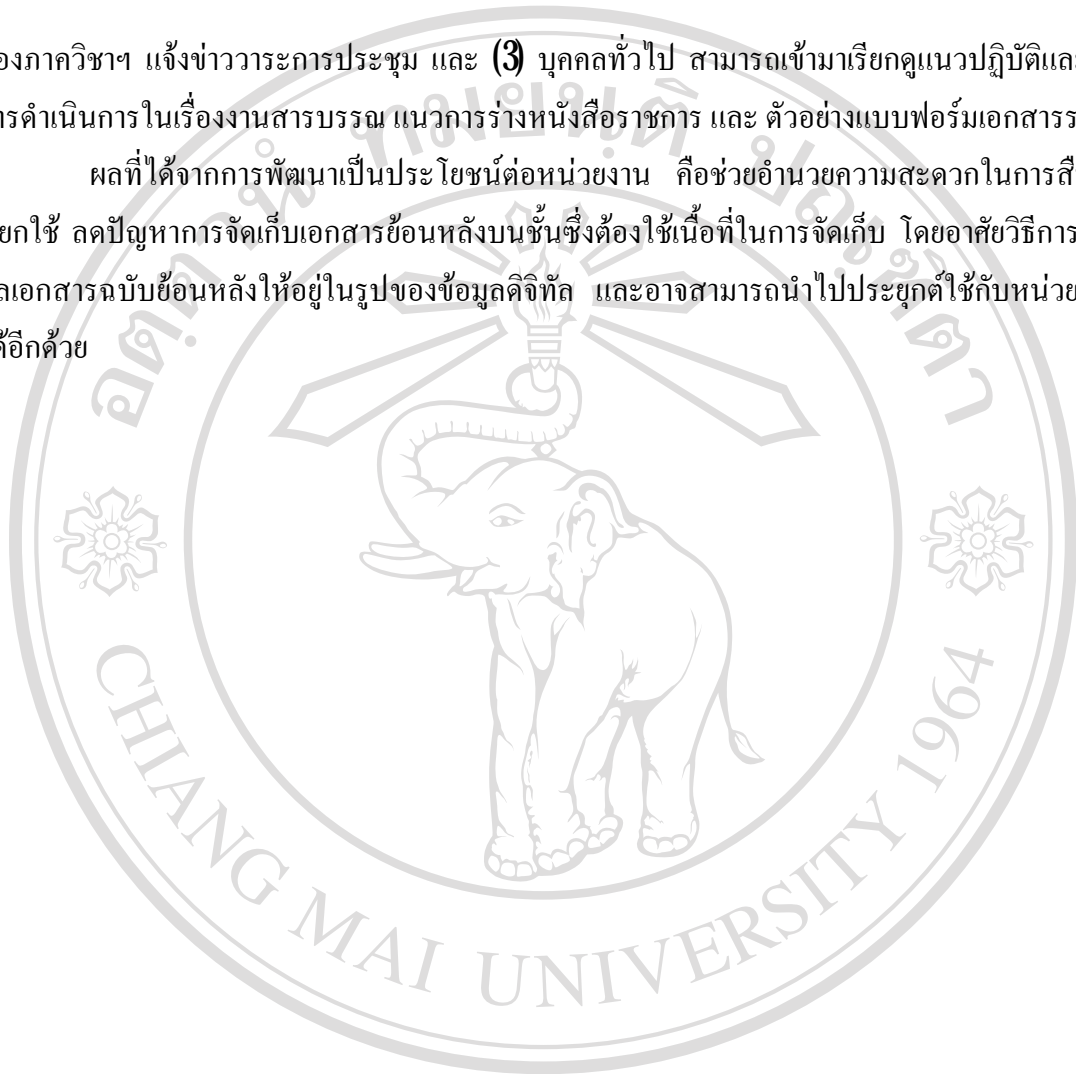 องภาควิชาฯ แจ้งข่าววาระการประชุม และ (3) บุคคลทั่วไป สามารถเข้ามาเรียกดูแนวปฏิบัติและ
ารดำเนินการในเรื่องงานสารบรรณ แนวการร่างหนังสือราชการ และ ตัวอย่างแบบฟอร์มเอกสารร
ผลที่ได้จากการพัฒนาเป็นประโยชน์ต่อหน่วยงาน คือช่วยอำนวยความสะดวกในการสื
ยกใช้ ลดปัญหาการจัดเก็บเอกสารย้อนหลังบนชั้นซึ่งต้องใช้เนื้อที่ในการจัดเก็บ โดยอาศัยวิธีการ
ลเอกสารฉบับย้อนหลังให้อยู่ในรูปของข้อมูลดิจิทัล และอาจสามารถนำไปประยุกต์ใช้กับหน่วย
ด้อีกด้วย
อตฺตานํ ทมยนฺติ ปณฺฑิตา
CHIANG MAI UNIVERSITY 1964